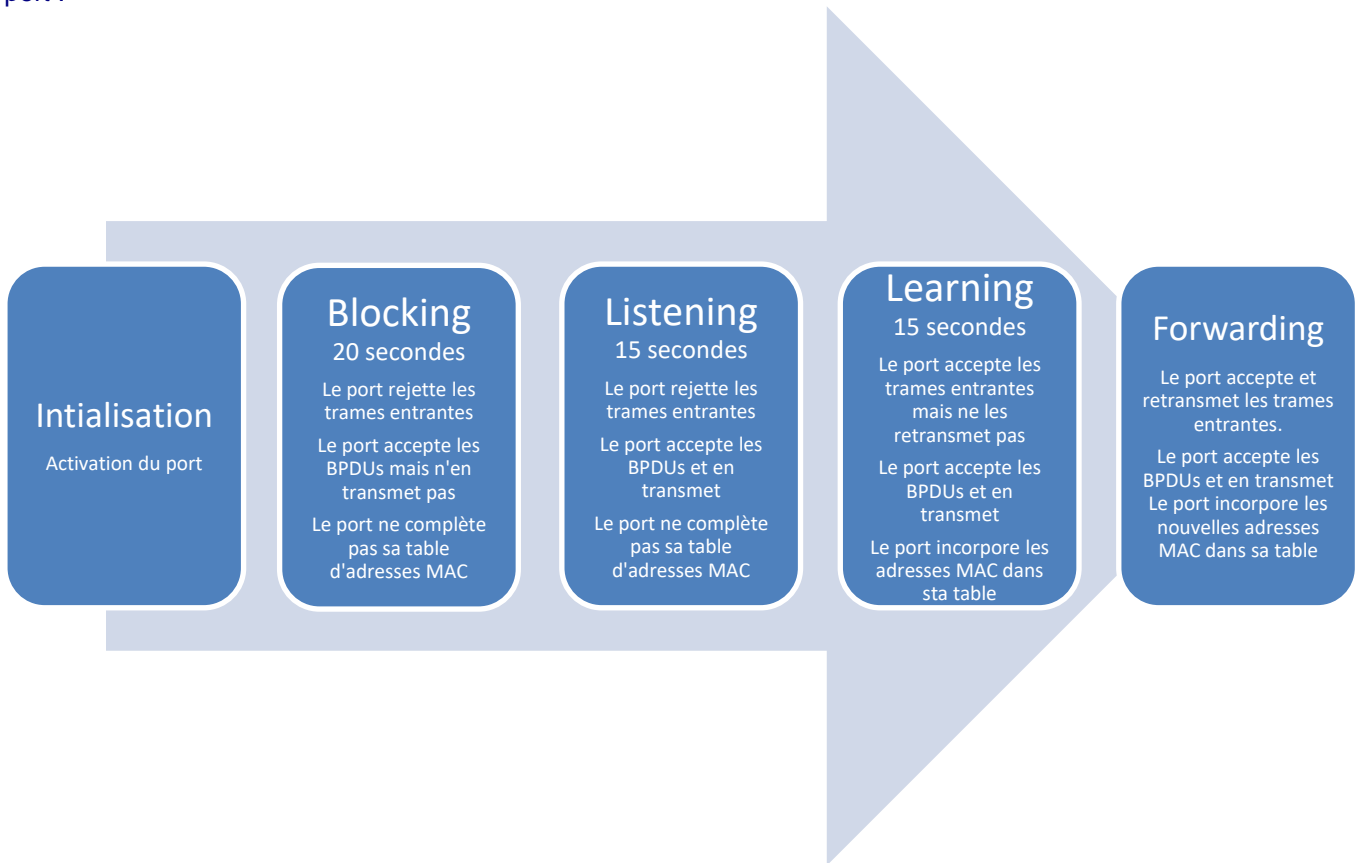 port :
Intialisation
Activation du port
Blocking
20 secondes
Le port rejette les
trames entrantes
Le port accepte les
BPDUs mais n'en
transmet pas
Le port ne complète
pas sa table
d'adresses MAC
Listening
15 secondes
Le port rejette les
trames entrantes
Le port accepte les
BPDUs et en
transmet
Le port ne complète
pas sa table
d'adresses MAC
Learning
15 secondes
Le port accepte les
trames entrantes
mais ne les
retransmet pas
Le port accepte les
BPDUs et en
transmet
Le port incorpore les
adresses MAC dans
sta table
Forwarding
Le port accepte et
retransmet les trames
entrantes.
Le port accepte les
BPDUs et en transmet
Le port incorpore les
nouvelles adresses
MAC dans sa table